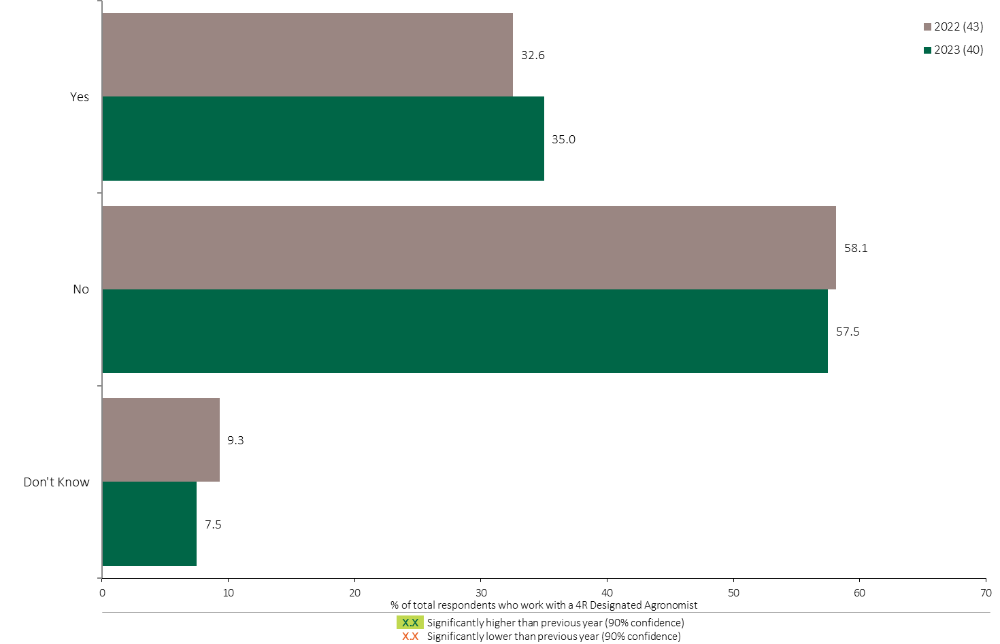 2022 (43)
2023 (40)
Yes
32.6
35.0
No
58.1
57.5
Don't Know
9.3
7.5
0 10 20 30 40 50 60 70
% of total respondents who work with a 4R Designated Agronomist
X.X Significantly higher than previous year (90% confidence)
X.X Significantly lower than previous year (90% confidence)